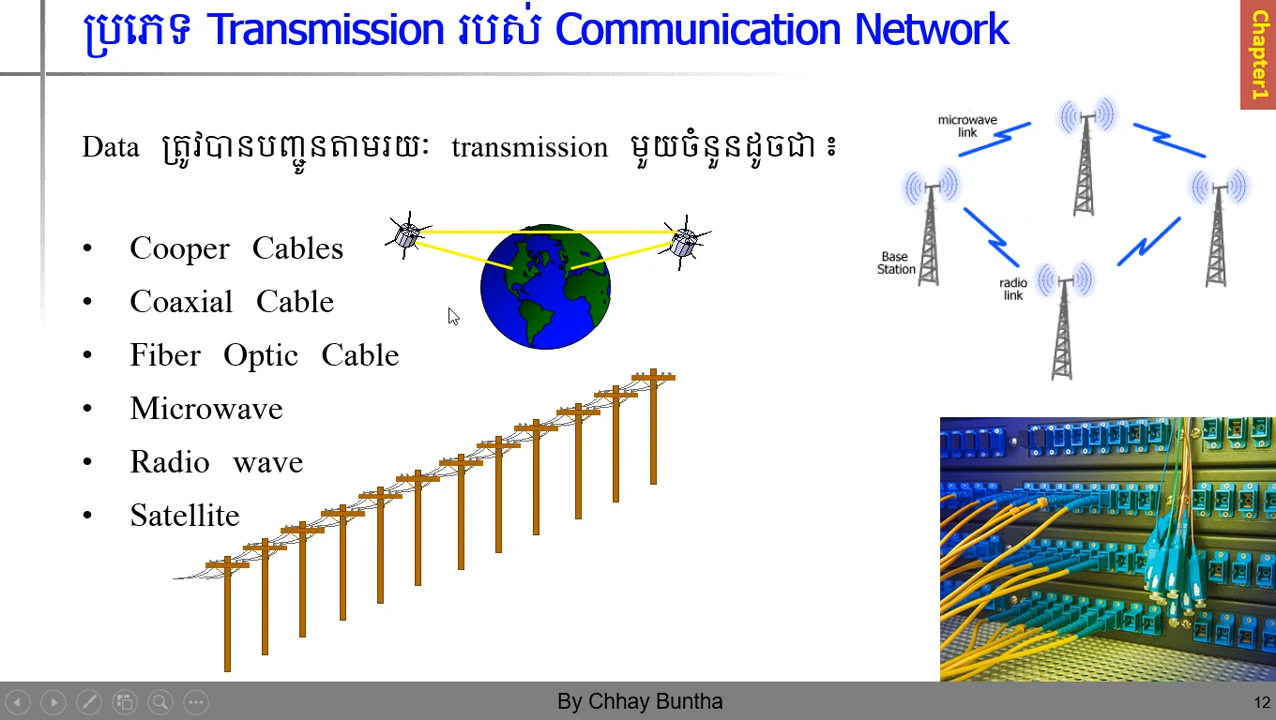 ប្រភេទ Transmission របស់ Communication Network
Chapter1
Data ត្រូវបានបញ្ជូនតាមរយៈ transmission មួយចំនួនដូចជា ៖
• Cooper Cables
• Coaxial Cable
• Fiber Optic Cable
• Microwave
• Radio wave
• Satellite
microwave
link
Base
Station
radio
link
By Chhay Buntha
12